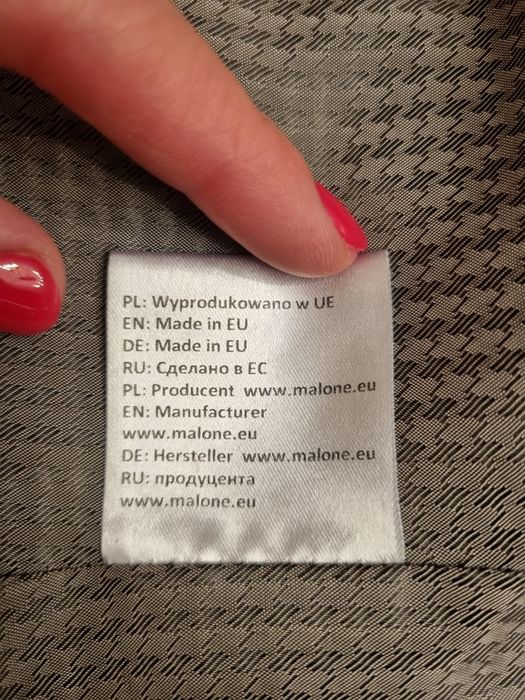 PL: Wyprodukowano w UE
EN: Made in EU
DE: Made in EU
RU: Сделано в ЕС
PL: Producent www.malone.eu
EN: Manufacturer
www.malone.eu
DE: Hersteller www.malone.eu
RU: продуцента
www.malone.eu